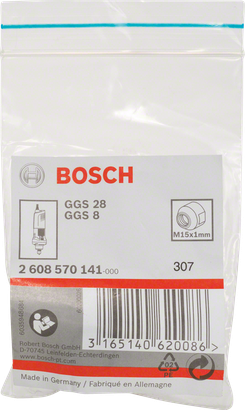 BOSCH
GGS 28
GGS 8
M15x1mm
2 608 570 141-000
307
3 165140 620086 >
Robert Bosch GmbH
D-70745 Leinfelden-Echterdingen
www.bosch-pt.com
Made in Germany / Fabriqué en Allemagne